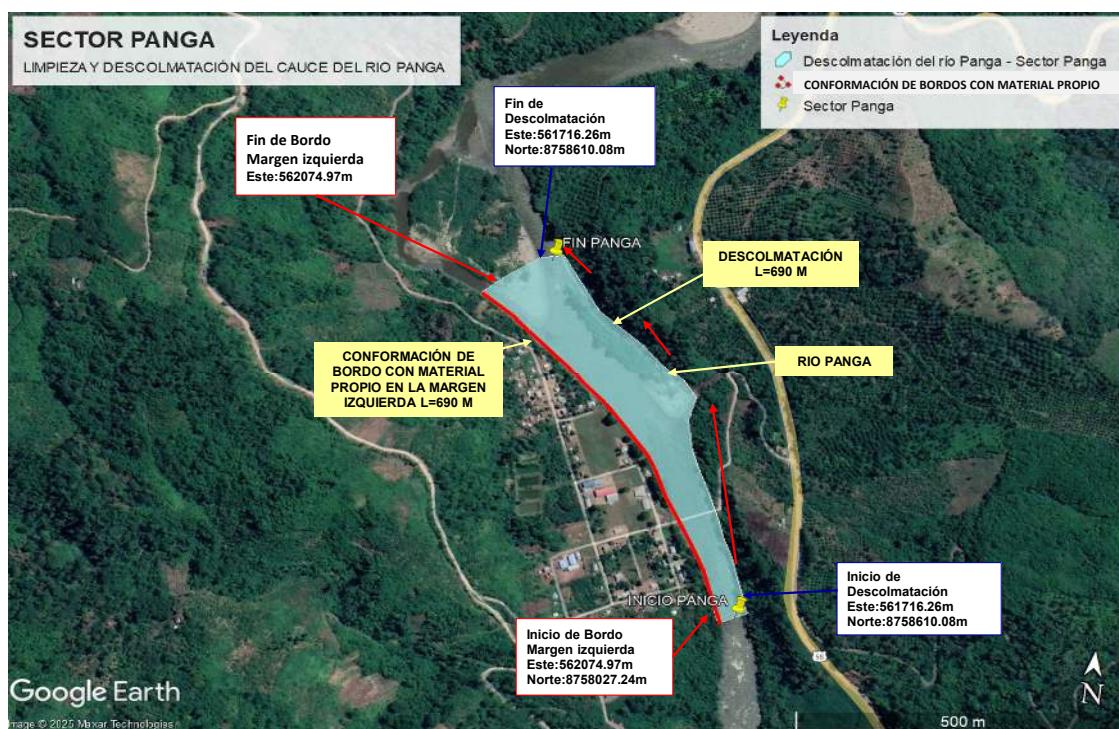 SECTOR PANGA
LIMPIEZA Y DESCOLMATACIÓN DEL CAUCE DEL RIO PANGA
Leyenda
Descolmatación del río Panga - Sector Panga
CONFORMACIÓN DE BORDOS CON MATERIAL PROPIO
Sector Panga
Fin de
Descolmatación
Este:561716.26m
Norte:8758610.08m
Fin de Bordo
Margen izquierda
Este:562074.97m
FIN PANGA
DESCOLMATACIÓN
L=690 M
CONFORMACIÓN DE
BORDO CON MATERIAL
PROPIO EN LA MARGEN
IZQUIERDA L=690 M
RIO PANGA
INICIO PANGA
Inicio de
Descolmatación
Este:561716.26m
Norte:8758610.08m
Inicio de Bordo
Margen izquierda
Este:562074.97m
Norte:8758027.24m
Google Earth
Image © 2025 Maxar Technologies
500 m
N